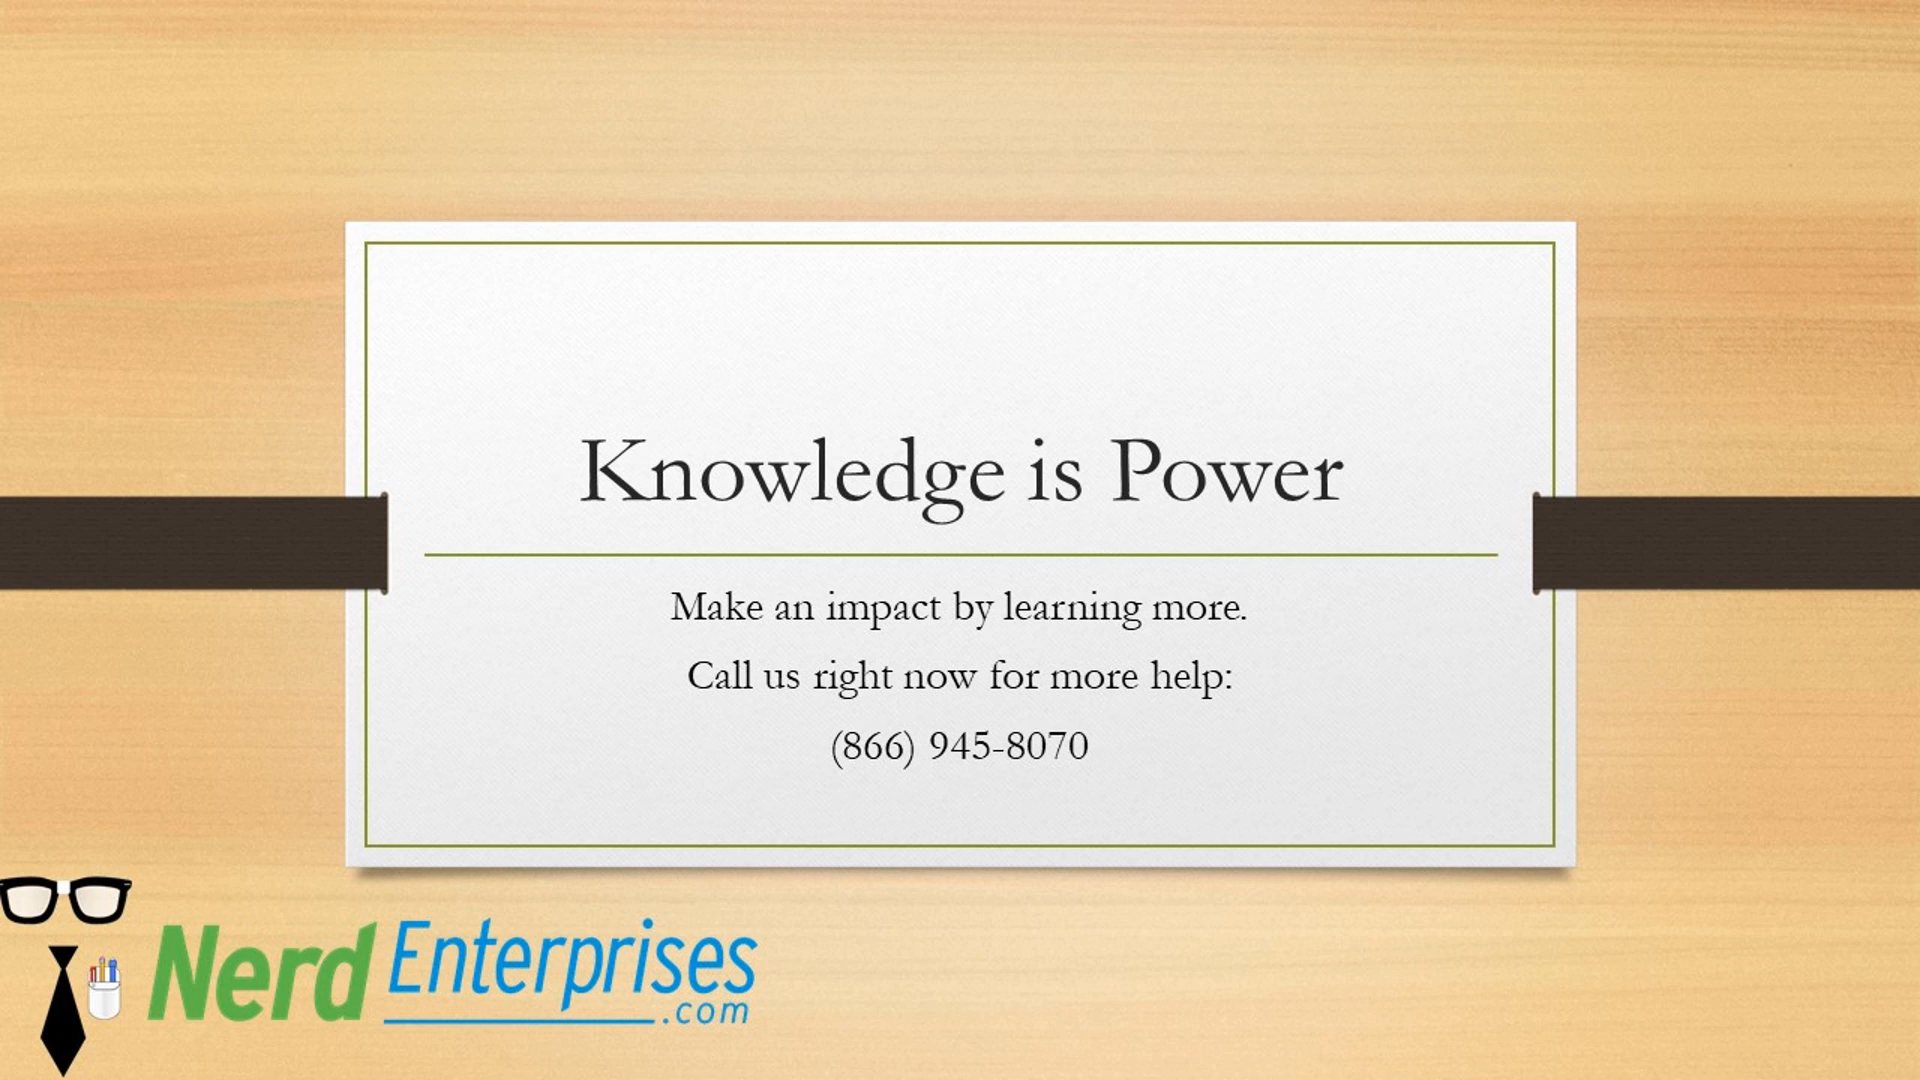 Knowledge is Power
Make an impact by learning more.
Call us right now for more help:
(866) 945-8070
Nerd Enterprises
.com